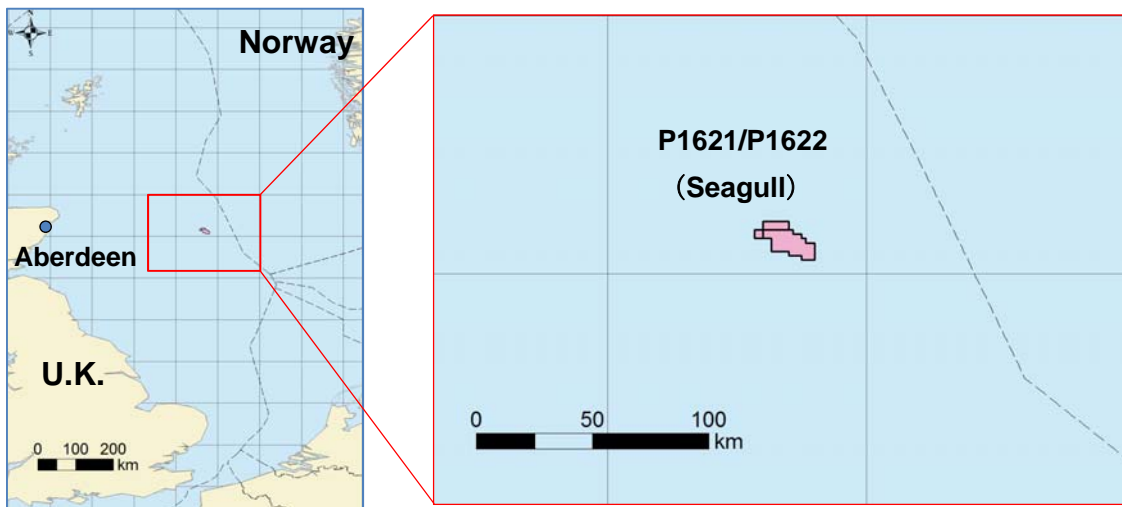 N
E
S
Norway
Aberdeen
U.K.
0 100 200
km
P1621/P1622
（Seagull）
0 50 100
km